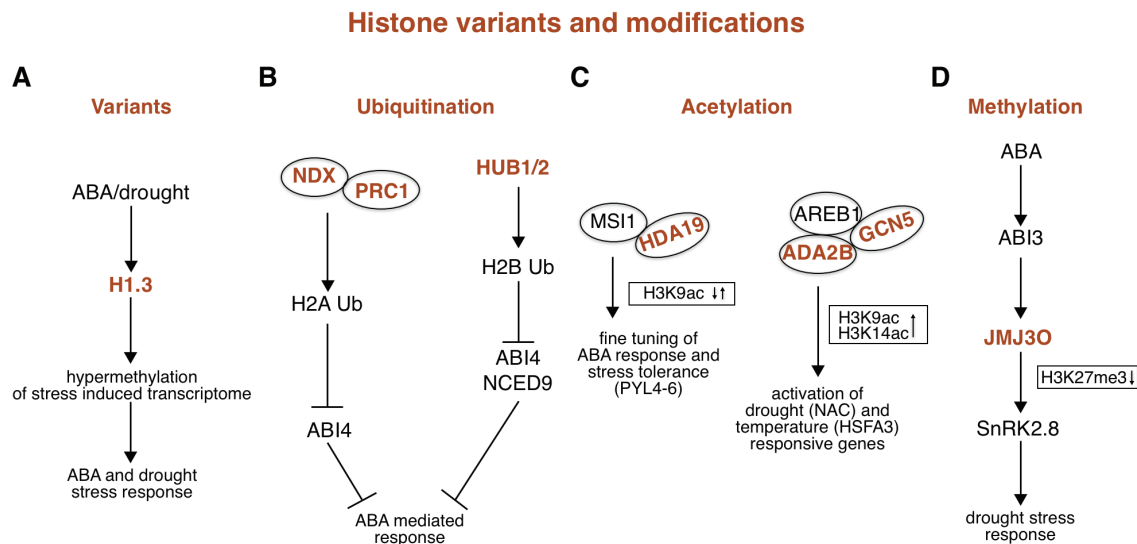 Histone variants and modifications
A
Variants
ABA/drought
H1.3
hypermethylation
of stress induced transcriptome
ABA and drought
stress response
B
Ubiquitination
NDX
PRC1
H2A Ub
ABI4
HUB1/2
H2B Ub
ABI4
NCED9
ABA mediated
response
C
Acetylation
MSI1
HDA19
H3K9ac ↓↑
fine tuning of
ABA response and
stress tolerance
(PYL4-6)
AREB1
GCN5
ADA2B
H3K9ac ↑
H3K14ac
activation of
drought (NAC) and
temperature (HSFA3)
responsive genes
D
Methylation
ABA
ABI3
JMJ3O
H3K27me3↓
SnRK2.8
drought stress
response